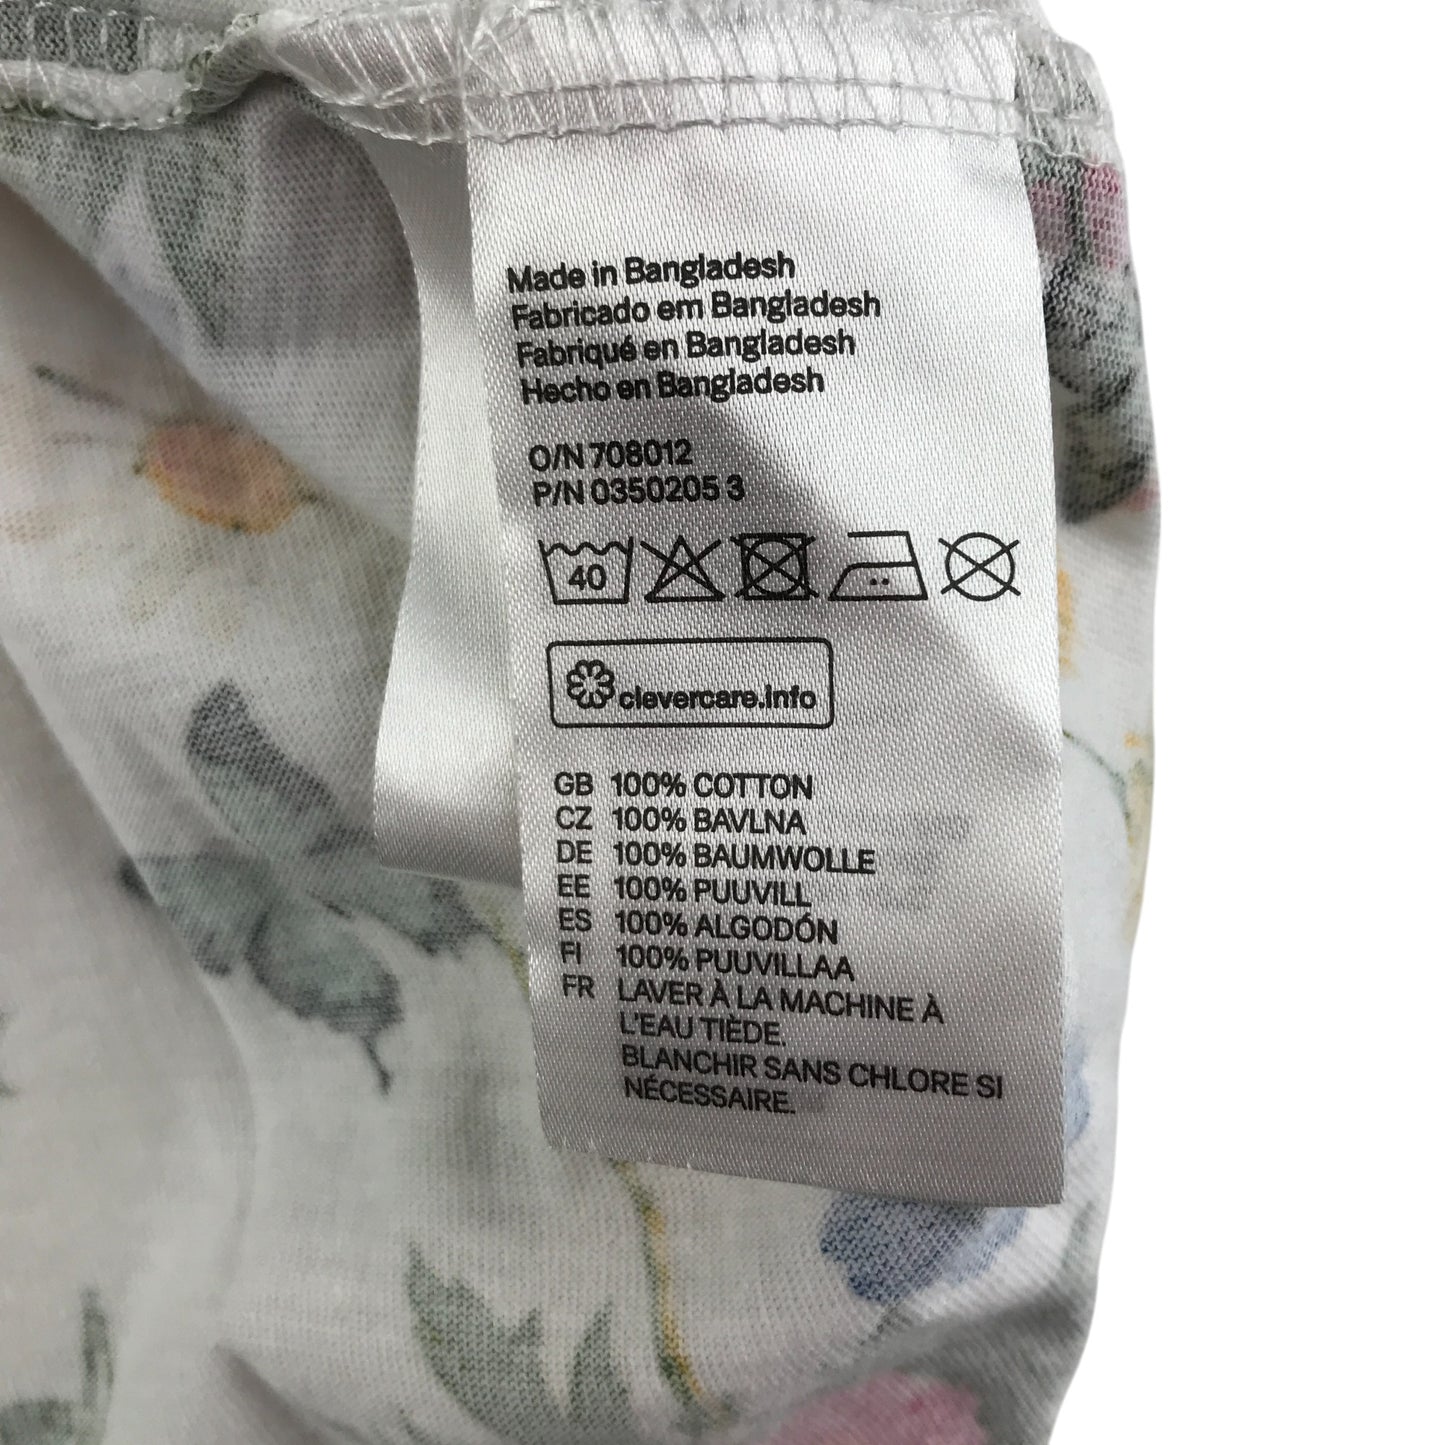 Made in Bangladesh
Fabricado em Bangladesh
Fabriqué en Bangladesh
Hecho en Bangladesh
O/N 708012
P/N 0350205 3
40
clevercare.info
GB 100% COTTON
CZ 100% BAVLNA
DE 100% BAUMWOLLE
EE 100% PUUVILL
ES 100% ALGODÓN
FI 100% PUUVILLAA
FR LAVER À LA MACHINE À
L'EAU TIÈDE.
BLANCHIR SANS CHLORE SI
NÉCESSAIRE.